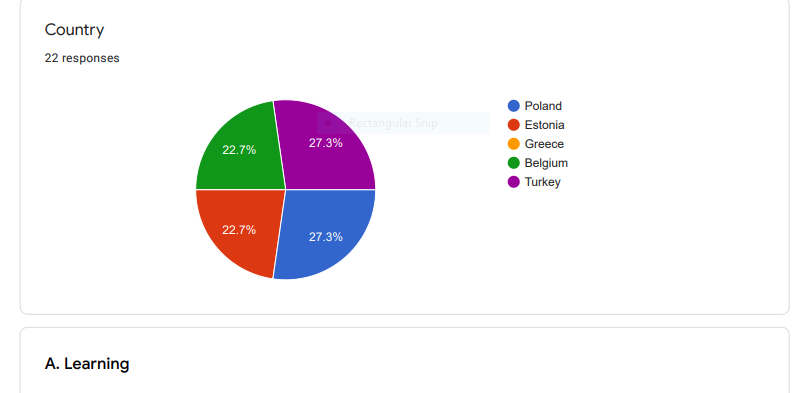 Country
22 responses
Rectangular Snip
22.7%
27.3%
22.7%
27.3%
Poland
Estonia
Greece
Belgium
Turkey
A. Learning